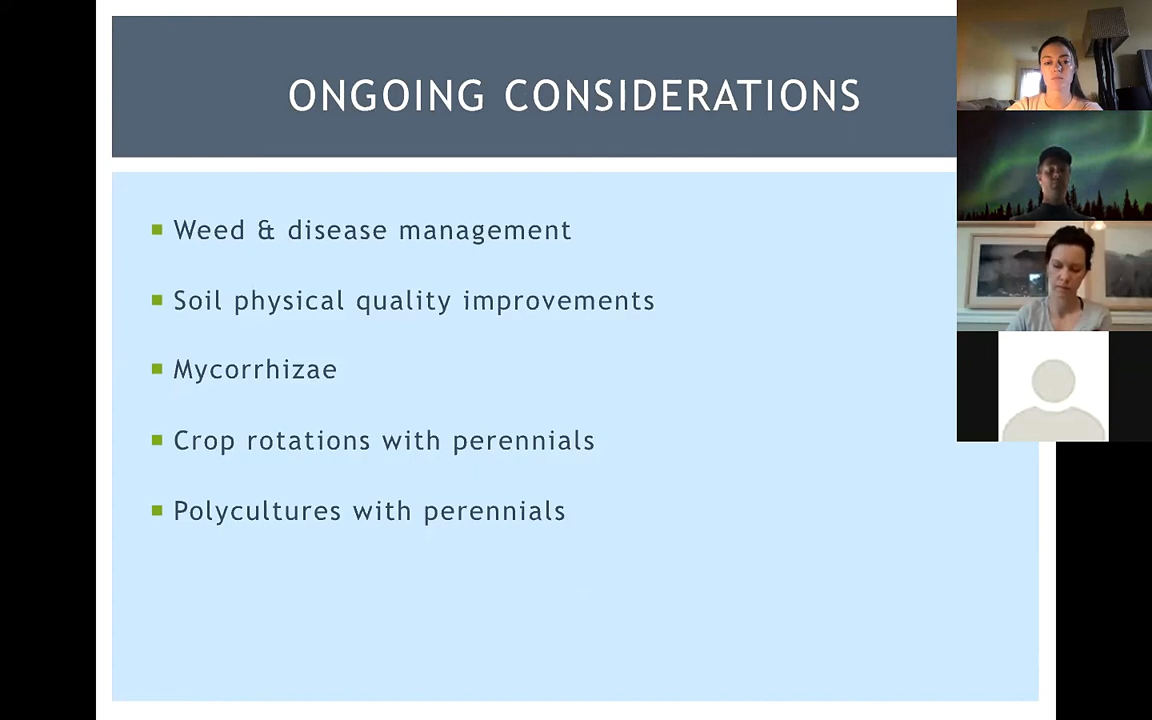 ONGOING CONSIDERATIONS
Weed & disease management
Soil physical quality improvements
Mycorrhizae
Crop rotations with perennials
Polycultures with perennials